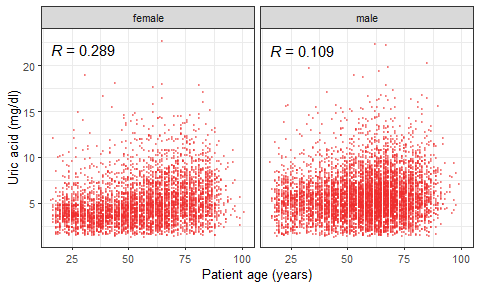 female
male
R = 0.289
R = 0.109
Uric acid (mg/dl)
20
15
10
5
25
50
75
100
25
50
75
100
Patient age (years)